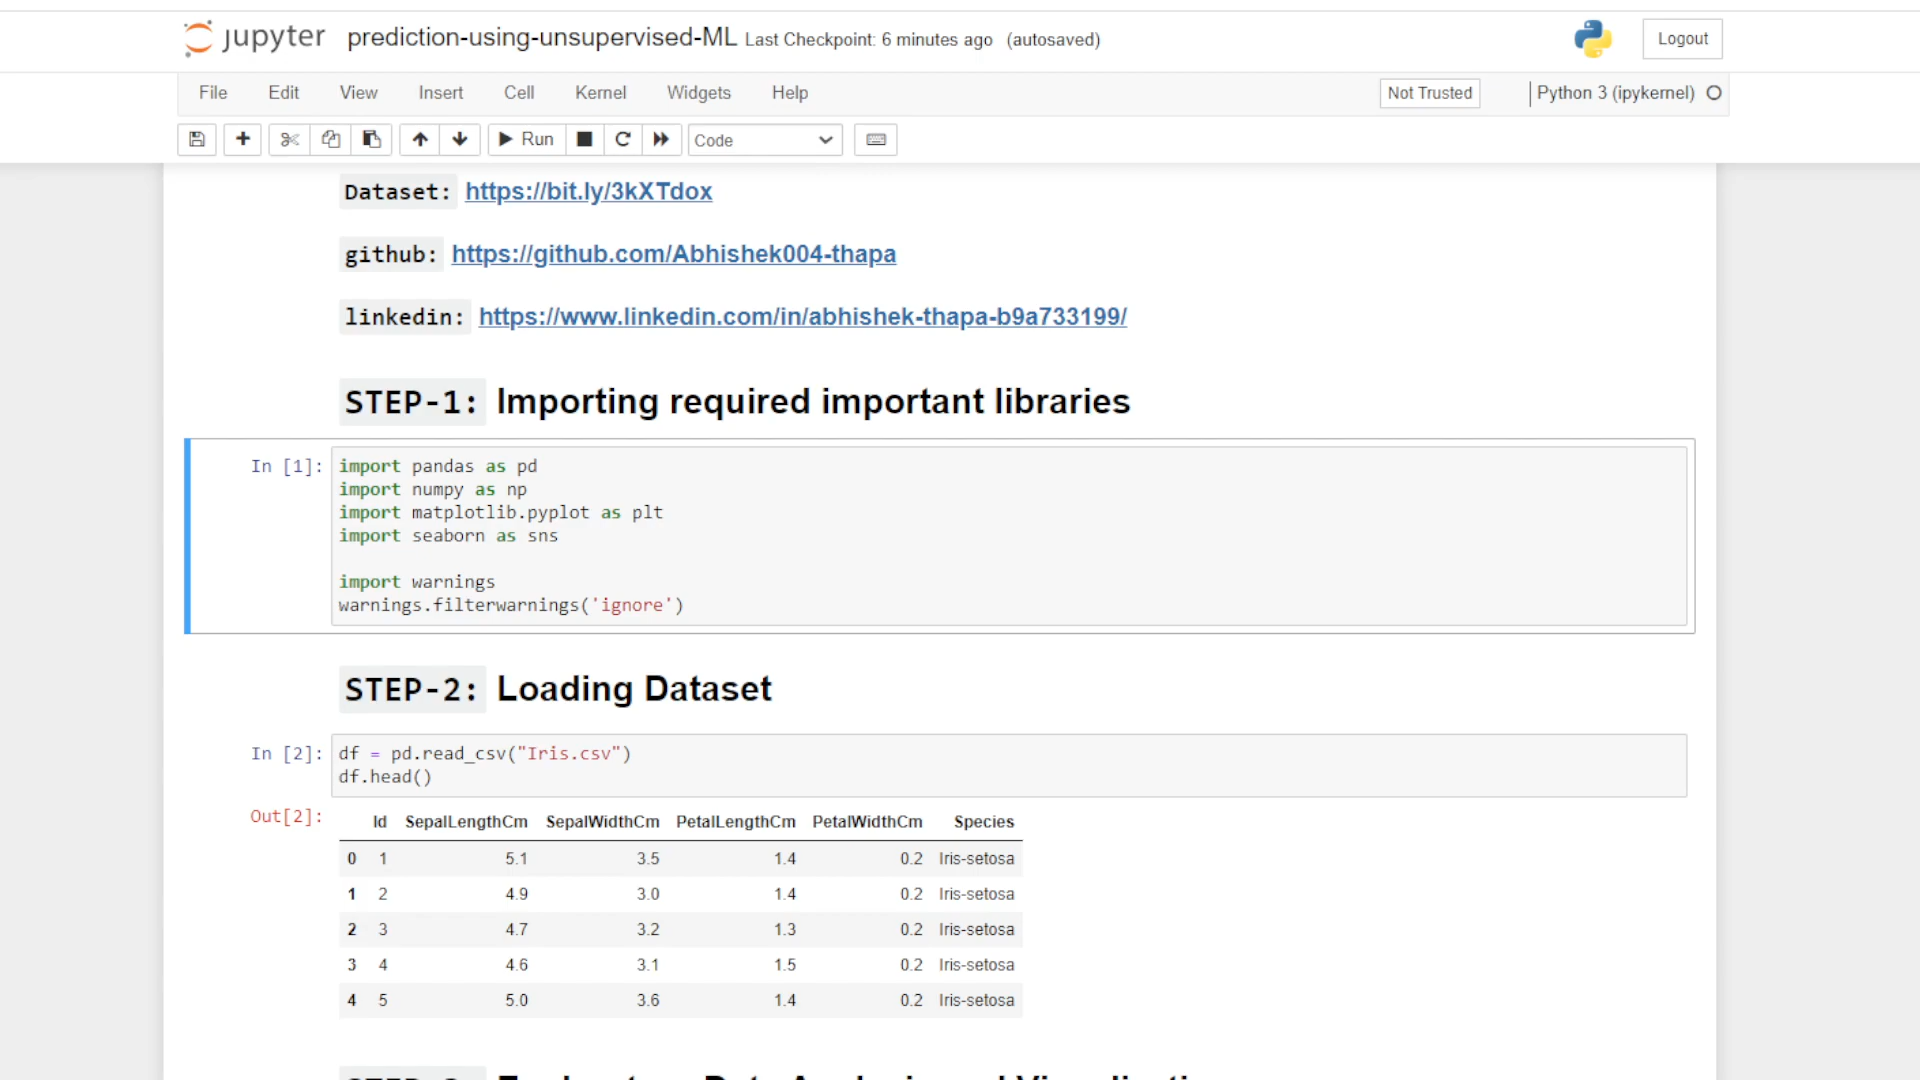 jupyter prediction-using-unsupervised-ML Last Checkpoint: 6 minutes ago (autosaved) Logout
File Edit View Insert Cell Kernel Widgets Help Not Trusted Python 3 (ipykernel)
Run Code
Dataset: https://bit.ly/3kXTdox
github: https://github.com/Abhishek004-thapa
linkedin: https://www.linkedin.com/in/abhishek-thapa-b9a733199/
STEP-1: Importing required important libraries
In [1]: import pandas as pd
import numpy as np
import matplotlib.pyplot as plt
import seaborn as sns
import warnings
warnings.filterwarnings('ignore')
STEP-2: Loading Dataset
In [2]: df = pd.read_csv("Iris.csv")
df.head()
Out[2]:
Id SepalLengthCm SepalWidthCm PetalLengthCm PetalWidthCm Species
0 1 5.1 3.5 1.4 0.2 Iris-setosa
1 2 4.9 3.0 1.4 0.2 Iris-setosa
2 3 4.7 3.2 1.3 0.2 Iris-setosa
3 4 4.6 3.1 1.5 0.2 Iris-setosa
4 5 5.0 3.6 1.4 0.2 Iris-setosa